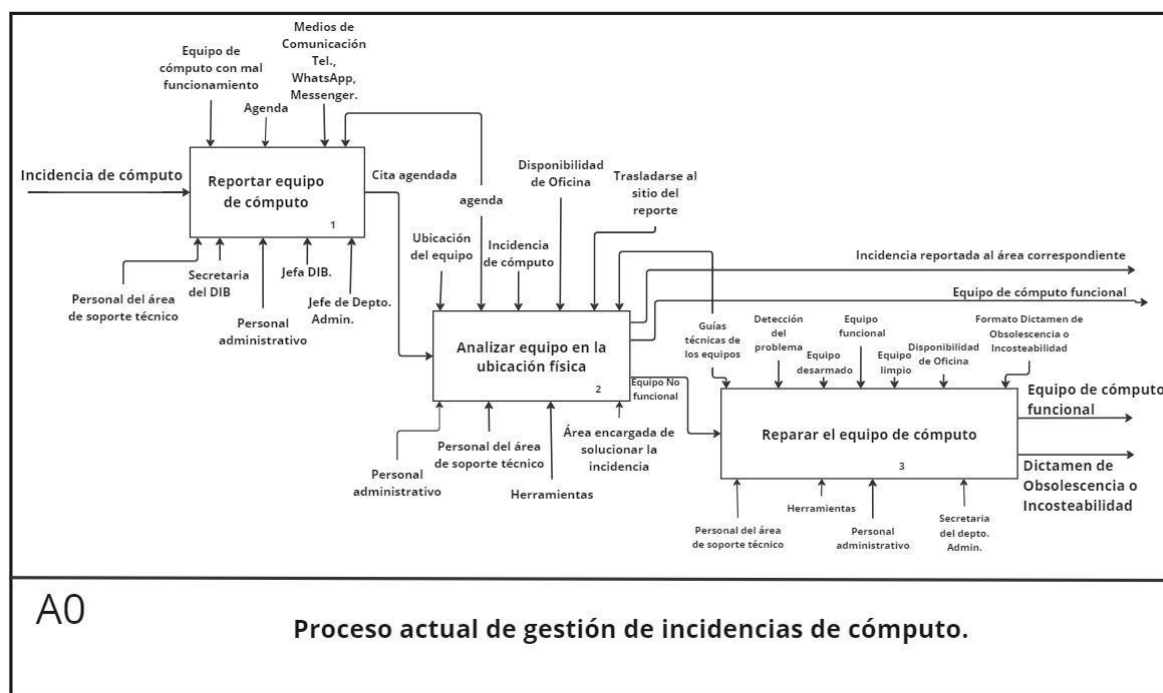 Equipo de
cómputo con mal
funcionamiento
Agenda
Medios de
Comunicación
Tel.,
WhatsApp,
Messenger.
Incidencia de cómputo
Reportar equipo
de cómputo
1
Cita agendada
agenda
Personal del área
de soporte técnico
Secretaria
del DIB
Personal
administrativo
Jefa DIB.
Jefe de Depto.
Admin.
Ubicación
del equipo
Incidencia
de cómputo
Disponibilidad
de Oficina
Trasladarse al
sitio del
reporte
Analizar equipo en la
ubicación física
2
Incidencia reportada al área correspondiente
Equipo de cómputo funcional
Equipo No
funcional
Personal
administrativo
Personal del área
de soporte técnico
Herramientas
Área encargada de
solucionar la
incidencia
Guías
técnicas de
los equipos
Detección
del
problema
Equipo
desarmado
Equipo
funcional
Equipo
limpio
Disponibilidad
de Oficina
Formato Dictamen de
Obsolescencia o
Incosteabilidad
Reparar el equipo de cómputo
3
Equipo de cómputo
funcional
Dictamen de
Obsolescencia o
Incosteabilidad
Personal del área
de soporte técnico
Herramientas
Personal
administrativo
Secretaria
del depto.
Admin.
A0
Proceso actual de gestión de incidencias de cómputo.